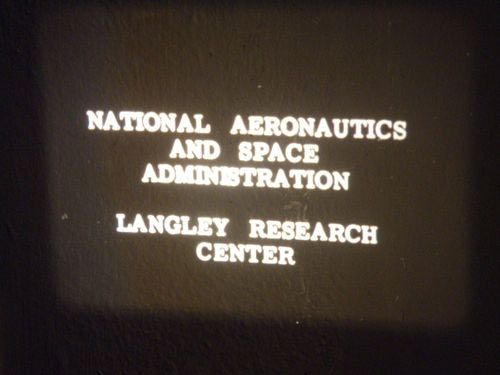 NATIONAL AERONAUTICS
AND SPACE
ADMINISTRATION
LANGLEY RESEARCH
CENTER